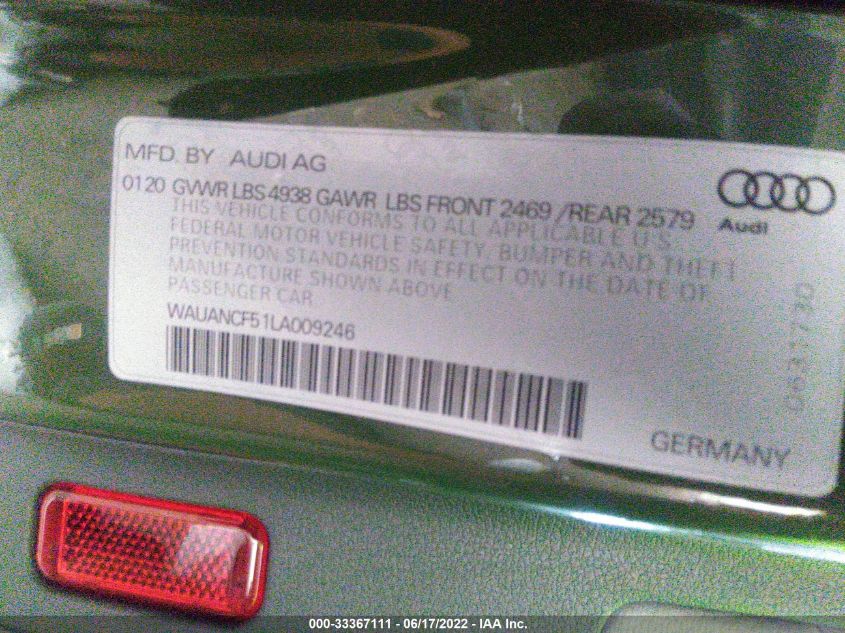 MFD. BY AUDI AG
0120 GVWR LBS 4938 GAWR LBS FRONT 2469 /REAR 2579
THIS VEHICLE CONFORMS TO ALL APPLICABLE U.S.
FEDERAL MOTOR VEHICLE SAFETY, BUMPER AND THEFT
PREVENTION STANDARDS IN EFFECT ON THE DATE OF
MANUFACTURE SHOWN ABOVE
PASSENGER CAR
WAUANCF51LA009246
Audi
0631730
GERMANY
000-33367111 - 06/17/2022 - IAA Inc.